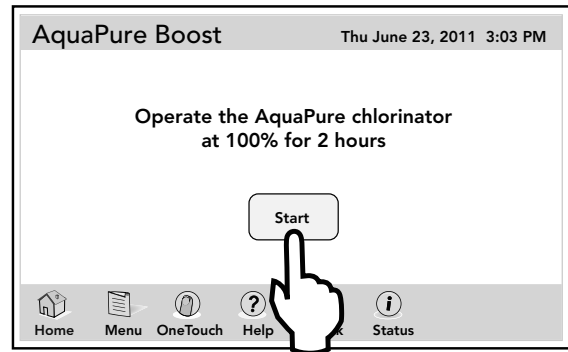 AquaPure Boost
Thu June 23, 2011 3:03 PM
Operate the AquaPure chlorinator
at 100% for 2 hours
Start
?
i
Home Menu OneTouch Help Status